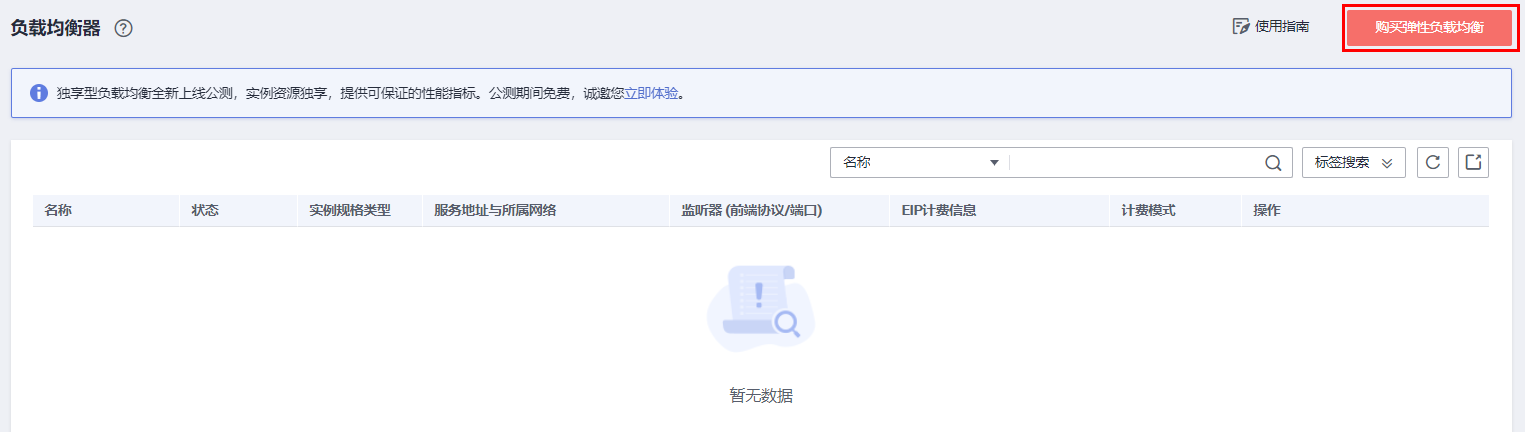 负载均衡器 使用指南 购买弹性负载均衡
独享型负载均衡全新上线公测，实例资源独享，提供可保证的性能指标。公测期间免费，诚邀您立即体验。
名称 标签搜索
名称 状态 实例规格类型 服务地址与所属网络 监听器 (前端协议/端口) EIP计费信息 计费模式 操作
暂无数据